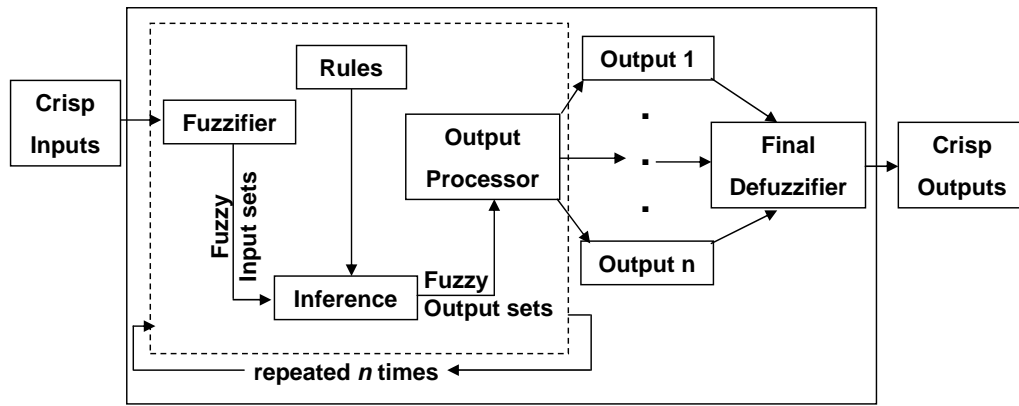 Crisp
Inputs
Fuzzifier
Rules
Fuzzy
Input sets
Inference
Fuzzy
Output sets
Output
Processor
repeated n times
Output 1
Output n
Final
Defuzzifier
Crisp
Outputs